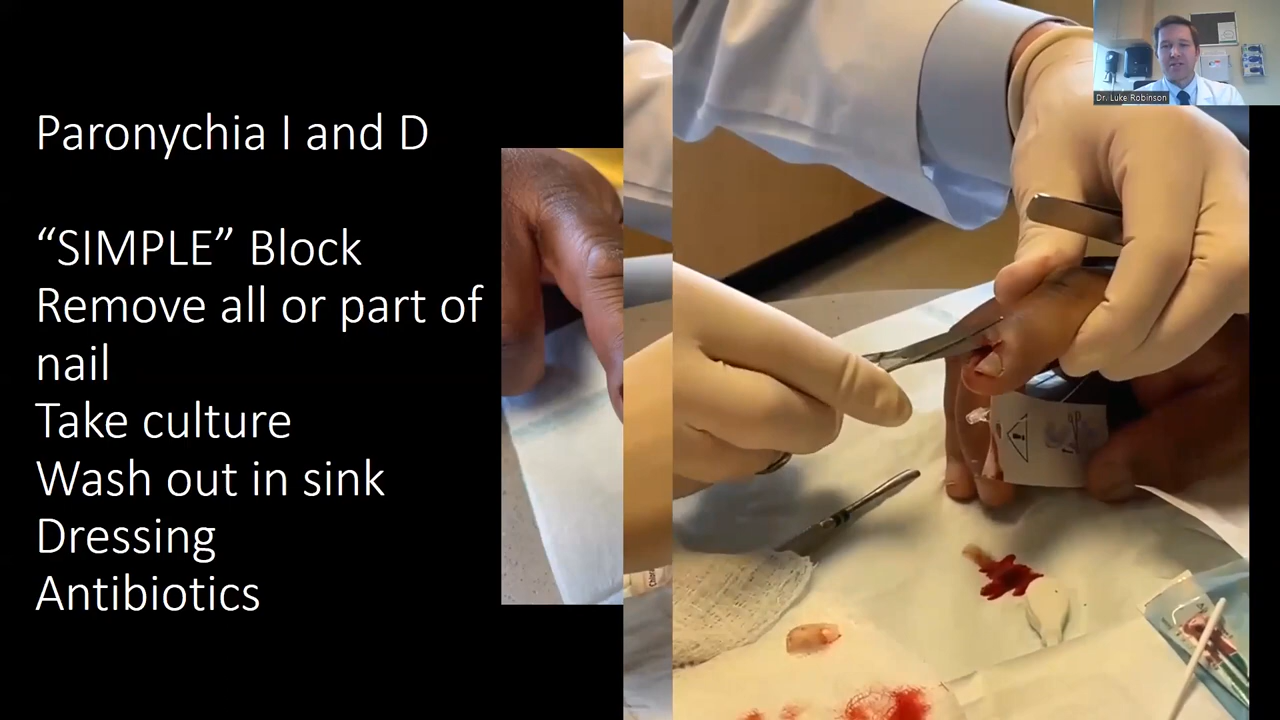 Paronychia I and D
“SIMPLE” Block
Remove all or part of
nail
Take culture
Wash out in sink
Dressing
Antibiotics
Dr. Luke Robinson